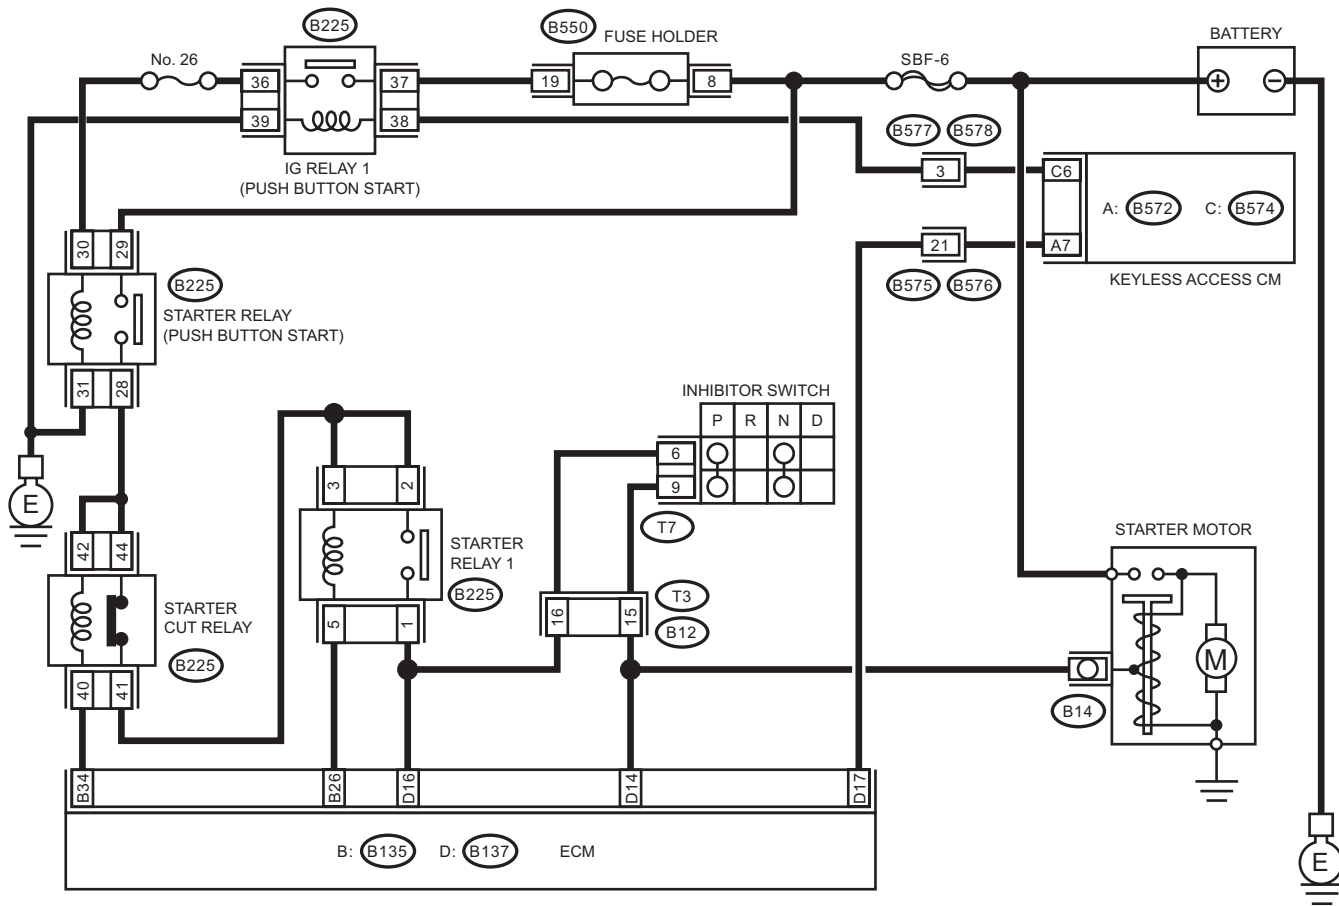 B225
B550
FUSE HOLDER
BATTERY
No. 26
SBF-6
36
37
19
8
+
−
39
38
B577
B578
IG RELAY 1
(PUSH BUTTON START)
3
C6
A: B572 C: B574
21
A7
30
29
B575
B576
KEYLESS ACCESS CM
B225
STARTER RELAY
(PUSH BUTTON START)
31
28
INHIBITOR SWITCH
P R N D
6
9
3
2
E
T7
42
44
STARTER
RELAY 1
B225
STARTER MOTOR
STARTER
CUT RELAY
B225
5
1
16
15
T3
B12
M
40
41
B14
B34
B26
D16
D14
D17
B: B135 D: B137 ECM
E